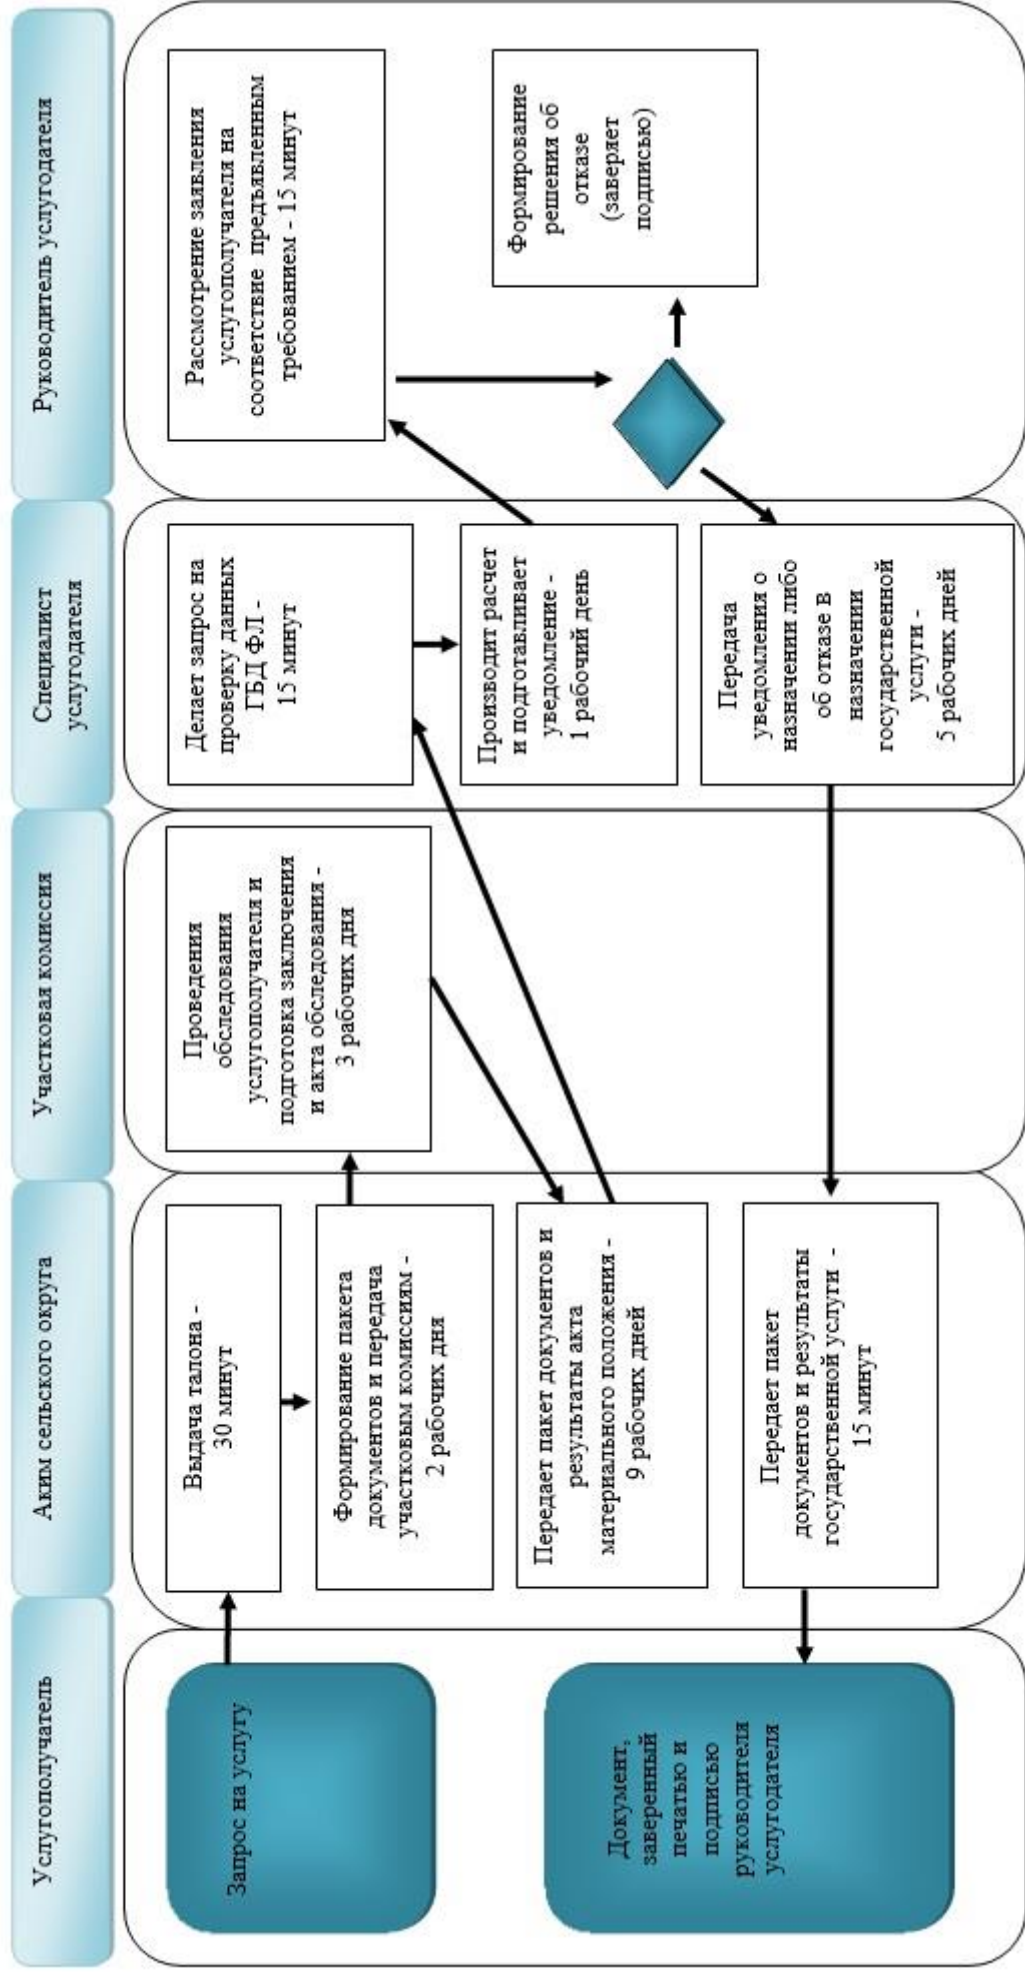 Услугополучатель
Аким сельского округа
Участковая комиссия
Специалист
услугодателя
Руководитель услугодателя
Запрос на услугу
Документ,
заверенный
печатью и
подписью
руководителя
услугодателя
Выдача талона -
30 минут
Формирование пакета
документов и передача
участковым комиссиям -
2 рабочих дня
Передает пакет документов и
результаты акта
материального положения -
9 рабочих дней
Передает пакет
документов и результаты
государственной услуги -
15 минут
Проведения
обследования
услугополучателя и
подготовка заключения
и акта обследования -
3 рабочих дня
Делает запрос на
проверку данных
ГБД ФЛ -
15 минут
Производит расчет
и подготавливает
уведомление -
1 рабочий день
Передача
уведомления о
назначении либо
об отказе В
назначении
государственной
услуги -
5 рабочих дней
Рассмотрение заявления
услугополучателя на
соответствие предъявленным
требованием - 15 минут
Формирование
решения об
отказе
(заверяет
подписью)